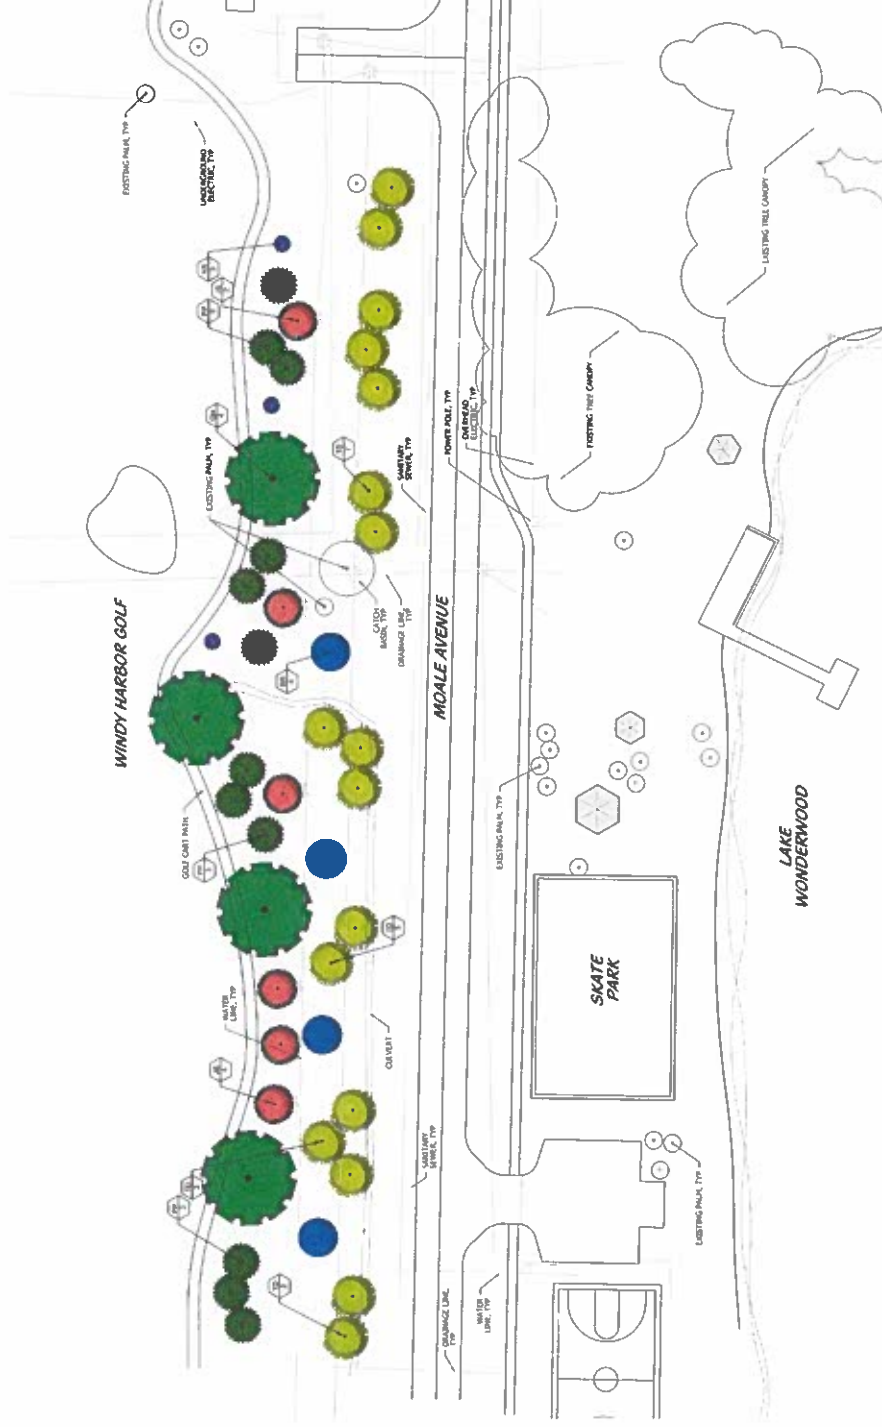 EXISTING PALM, TYP
UNDERGROUND
ELECTRIC, TYP
EXISTING TREE CANOPY
EXISTING TREE CANOPY
POWER POLE, TYP
OVERHEAD
ELECTRIC, TYP
SANITARY
SEWER, TYP
EXISTING PALM, TYP
CATCH
BASIN, TYP
DRAINAGE LINE,
TYP
WINDY HARBOR GOLF
MOALE AVENUE
GOLF CART PATH
EXISTING PALM, TYP
LAKE
WONDERWOOD
SKATE
PARK
WATER
LINE, TYP
CULVERT
SANITARY
SEWER, TYP
EXISTING PALM, TYP
DRAINAGE LINE,
TYP
WATER
LINE, TYP